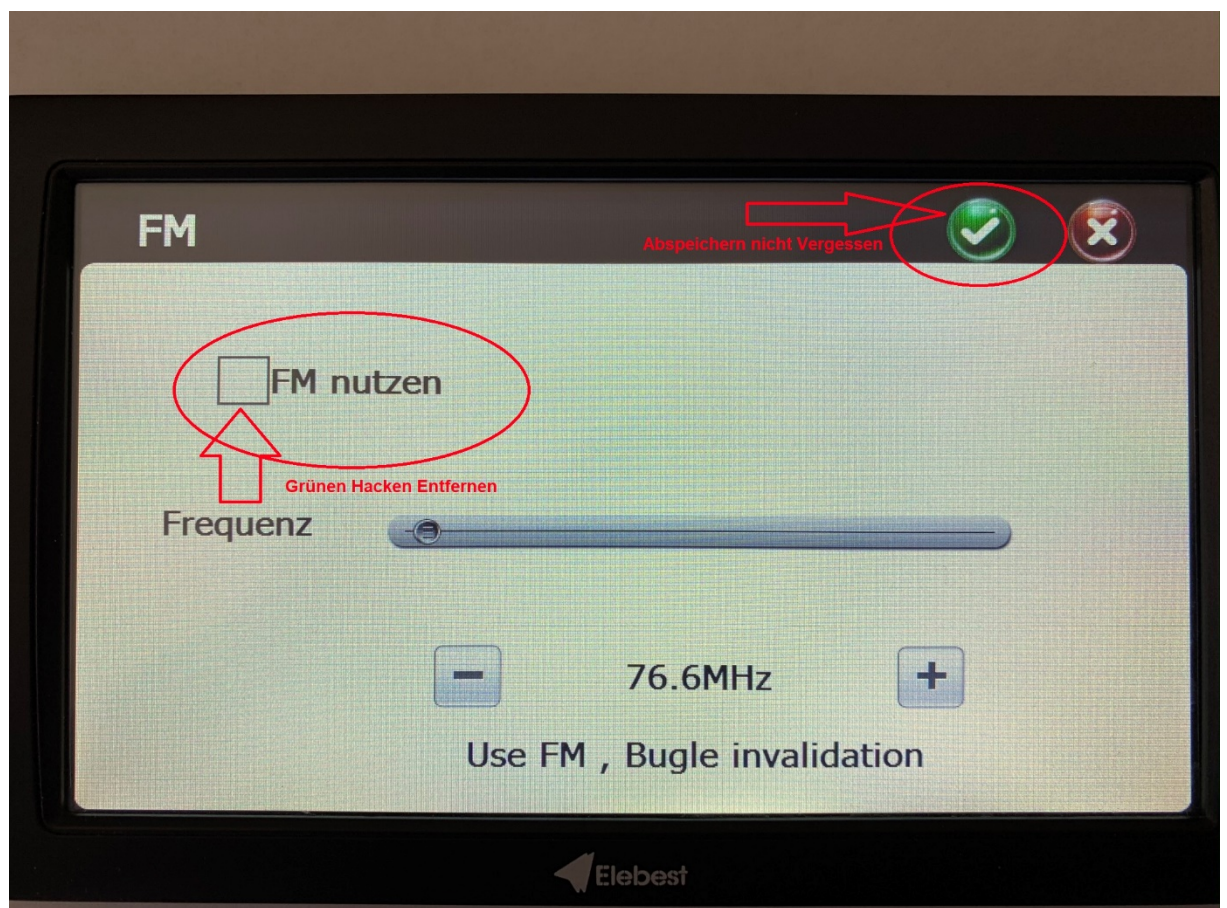 FM
Abspeichern nicht Vergessen
FM nutzen
Grünen Hacken Entfernen
Frequenz
76.6MHz
Use FM , Bugle invalidation
Elebest